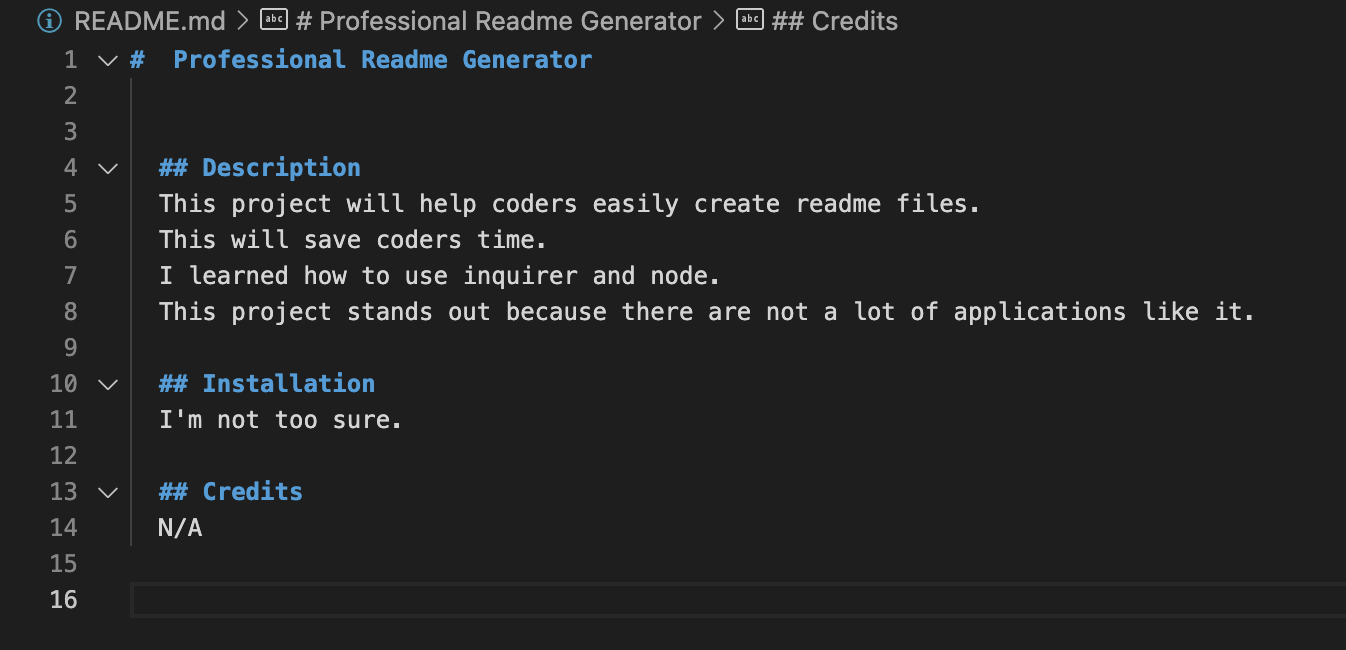 README.md > # Professional Readme Generator > ## Credits
1 #  Professional Readme Generator
2
3
4 ## Description
5 This project will help coders easily create readme files.
6 This will save coders time.
7 I learned how to use inquirer and node.
8 This project stands out because there are not a lot of applications like it.
9
10 ## Installation
11 I'm not too sure.
12
13 ## Credits
14 N/A
15
16